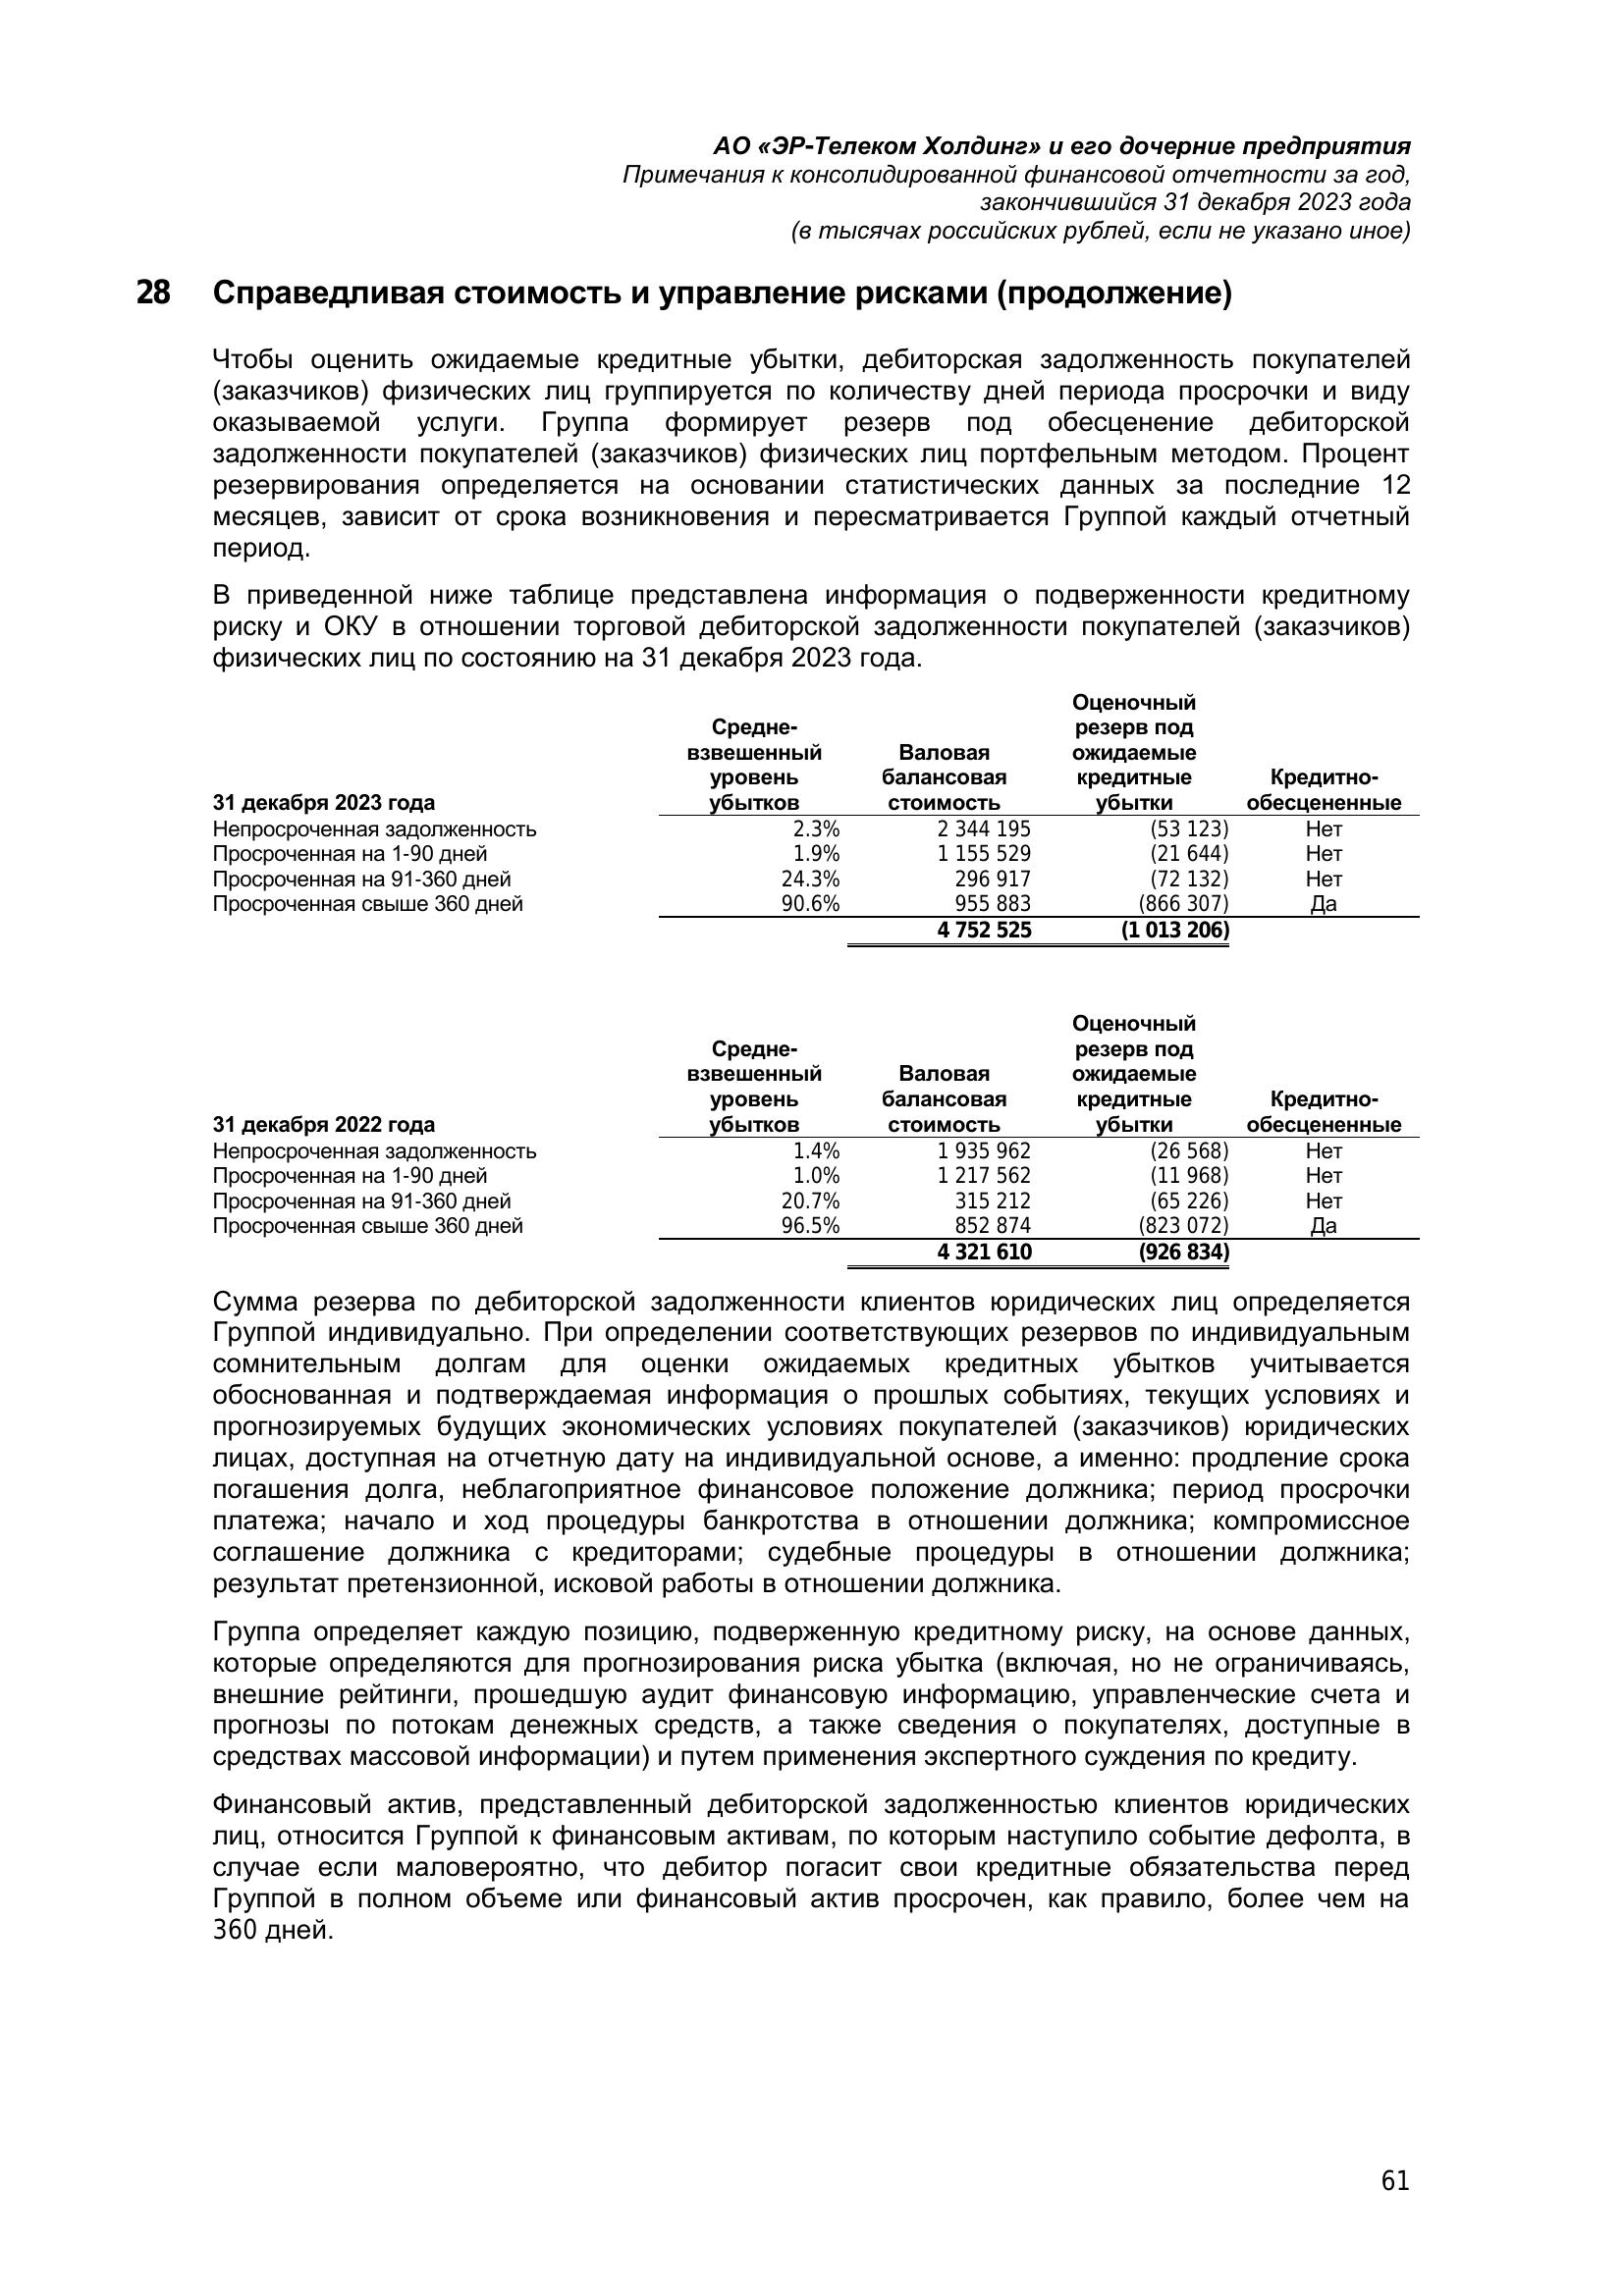 АО «ЭР-Телеком Холдинг» и его дочерние предприятия
Примечания к консолидированной финансовой отчетности за год,
закончившийся 31 декабря 2023 года
(в тысячах российских рублей, если не указано иное)
28 Справедливая стоимость и управление рисками (продолжение)
Чтобы оценить ожидаемые кредитные убытки, дебиторская задолженность покупателей
(заказчиков) физических лиц группируется по количеству дней периода просрочки и виду
оказываемой услуги. Группа формирует резерв под обесценение дебиторской
задолженности покупателей (заказчиков) физических лиц портфельным методом. Процент
резервирования определяется на основании статистических данных за последние 12
месяцев, зависит от срока возникновения и пересматривается Группой каждый отчетный
период.
В приведенной ниже таблице представлена информация о подверженности кредитному
риску и ОКУ в отношении торговой дебиторской задолженности покупателей (заказчиков)
физических лиц по состоянию на 31 декабря 2023 года.
Оценочный
Средне- резерв под
взвешенный Валовая ожидаемые
уровень балансовая кредитные Кредитно-
31 декабря 2023 года убытков стоимость убытки обесцененные
Непросроченная задолженность 2.3% 2 344 195 (53 123) Нет
Просроченная на 1-90 дней 1.9% 1 155 529 (21 644) Нет
Просроченная на 91-360 дней 24.3% 296 917 (72 132) Нет
Просроченная свыше 360 дней 90.6% 955 883 (866 307) Да
4 752 525 (1 013 206)
Оценочный
Средне- резерв под
взвешенный Валовая ожидаемые
уровень балансовая кредитные Кредитно-
31 декабря 2022 года убытков стоимость убытки обесцененные
Непросроченная задолженность 1.4% 1 935 962 (26 568) Нет
Просроченная на 1-90 дней 1.0% 1 217 562 (11 968) Нет
Просроченная на 91-360 дней 20.7% 315 212 (65 226) Нет
Просроченная свыше 360 дней 96.5% 852 874 (823 072) Да
4 321 610 (926 834)
Сумма резерва по дебиторской задолженности клиентов юридических лиц определяется
Группой индивидуально. При определении соответствующих резервов по индивидуальным
сомнительным долгам для оценки ожидаемых кредитных убытков учитывается
обоснованная и подтверждаемая информация о прошлых событиях, текущих условиях и
прогнозируемых будущих экономических условиях покупателей (заказчиков) юридических
лицах, доступная на отчетную дату на индивидуальной основе, а именно: продление срока
погашения долга, неблагоприятное финансовое положение должника; период просрочки
платежа; начало и ход процедуры банкротства в отношении должника; компромиссное
соглашение должника с кредиторами; судебные процедуры в отношении должника;
результат претензионной, исковой работы в отношении должника.
Группа определяет каждую позицию, подверженную кредитному риску, на основе данных,
которые определяются для прогнозирования риска убытка (включая, но не ограничиваясь,
внешние рейтинги, прошедшую аудит финансовую информацию, управленческие счета и
прогнозы по потокам денежных средств, а также сведения о покупателях, доступные в
средствах массовой информации) и путем применения экспертного суждения по кредиту.
Финансовый актив, представленный дебиторской задолженностью клиентов юридических
лиц, относится Группой к финансовым активам, по которым наступило событие дефолта, в
случае если маловероятно, что дебитор погасит свои кредитные обязательства перед
Группой в полном объеме или финансовый актив просрочен, как правило, более чем на
360 дней.
61